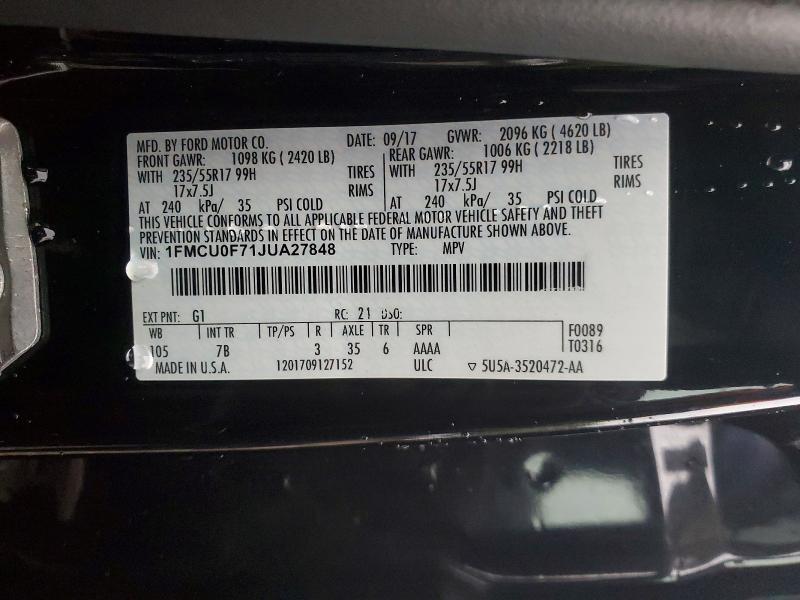 MFD. BY FORD MOTOR CO. DATE: 09/17 GVWR: 2096 KG ( 4620 LB)
FRONT GAWR: 1098 KG ( 2420 LB) REAR GAWR: 1006 KG ( 2218 LB)
WITH 235/55R17 99H TIRES WITH 235/55R17 99H TIRES
17x7.5J RIMS 17x7.5J RIMS
AT 240 kPa/ 35 PSI COLD AT 240 kPa/ 35 PSI COLD
THIS VEHICLE CONFORMS TO ALL APPLICABLE FEDERAL MOTOR VEHICLE SAFETY AND THEFT
PREVENTION STANDARDS IN EFFECT ON THE DATE OF MANUFACTURE SHOWN ABOVE.
VIN: 1FMCU0F71JUA27848 TYPE: MPV
EXT PNT: G1 RC: 21 DSO:
WB INT TR TP/PS R AXLE TR SPR F0089
105 7B 3 35 6 AAAA T0316
MADE IN U.S.A. 1201709127152 ULC ▽ 5U5A-3520472-AA